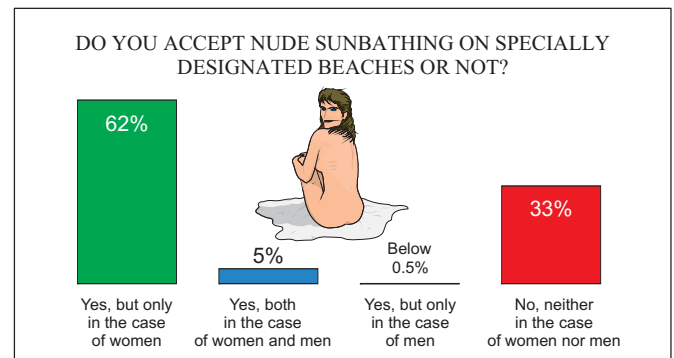 DO YOU ACCEPT NUDE SUNBATHING ON SPECIALLY
DESIGNATED BEACHES OR NOT?
62%
5%
Below
0.5%
33%
Yes, but only
in the case
of women
Yes, both
in the case
of women and men
Yes, but only
in the case of
men
No, neither
in the case
of women nor men